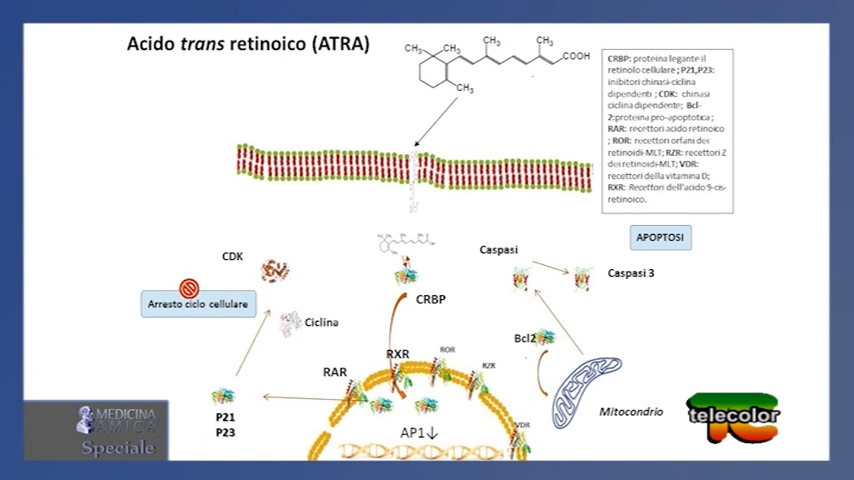 Acido trans retinoico (ATRA)
CH₃
CH₃
CH₃
CH₃
COOH
CH₃
CRBP: proteina legante il
retinolo cellulare ; P21,P23:
inibitori chinasi-ciclina
dipendenti ; CDK: chinasi
ciclina dipendente; Bcl-
2:proteina pro-apoptotica ;
RAR: recettori acido retinoico
; ROR: recettori orfani dei
retinoidi-MLT; RZR: recettori Z
dei retinoidi-MLT; VDR:
recettori della vitamina D;
RXR: Recettori dell'acido 9-cis-
retinoico.
APOPTOSI
CDK
Caspasi
Caspasi 3
CRBP
Arresto ciclo cellulare
Ciclina
Bcl2
RXR
ROR
RZR
RAR
P21
P23
AP1↓
VDR
Mitocondrio
MEDICINA
AMICA
Speciale
telecolor